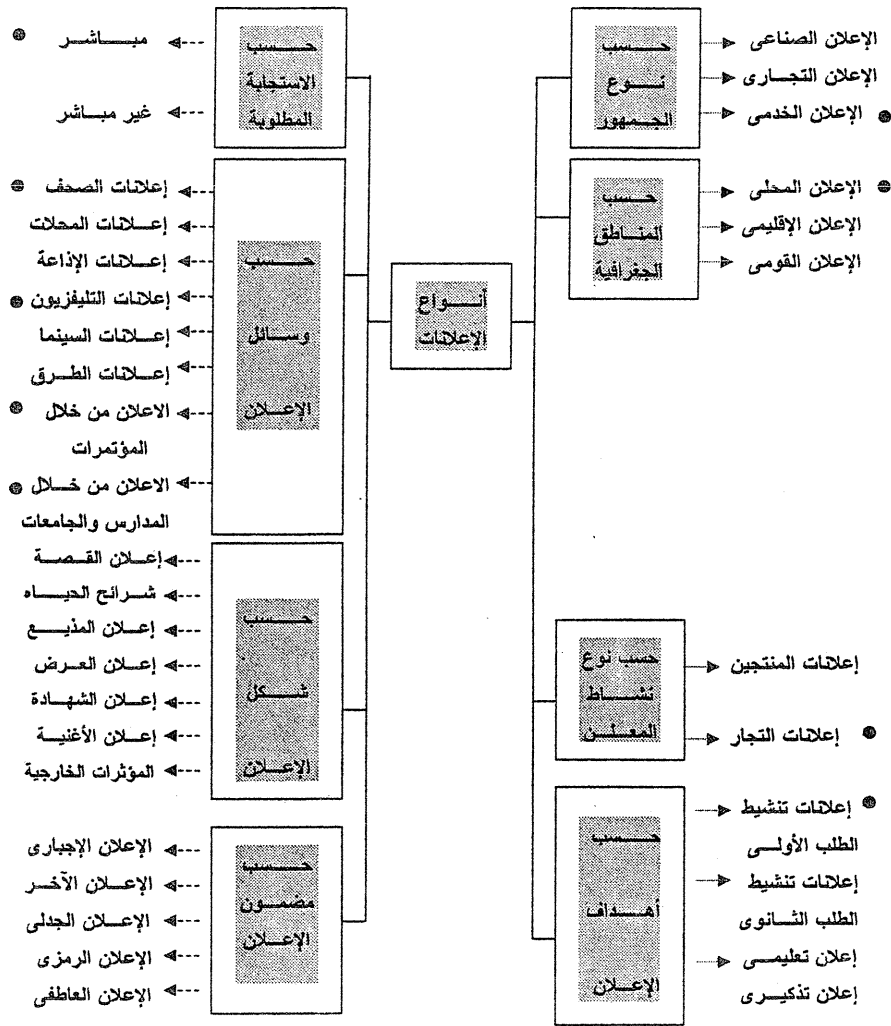 أنواع
الإعلانات
حسب
نوع
الجمهور
الإعلان الصناعى
الإعلان التجارى
الإعلان الخدمى
حسب
المناطق
الجغرافية
الإعلان المحلى
الإعلان الإقليمى
الإعلان القومى
حسب نوع
نشاط
المعلن
إعلانات المنتجين
إعلانات التجار
حسب
أهداف
الإعلان
إعلانات تنشيط
الطلب الأولى
إعلانات تنشيط
الطلب الثانوى
إعلان تعليمى
إعلان تذكيرى
حسب
الاستجابة
المطلوبة
مباشر
غير مباشر
حسب
وسائل
الإعلان
إعلانات الصحف
إعلانات المحلات
إعلانات الإذاعة
إعلانات التليفزيون
إعلانات السينما
إعلانات الطرق
الاعلان من خلال
المؤتمرات
الاعلان من خلال
المدارس والجامعات
حسب
شكل
الإعلان
إعلان القصة
شرائح الحياه
إعلان المذيع
إعلان العرض
إعلان الشهادة
إعلان الأغنية
المؤثرات الخارجية
حسب
مضمون
الإعلان
الإعلان الإجبارى
الإعلان الآخر
الإعلان الجدلى
الإعلان الرمزى
الإعلان العاطفى